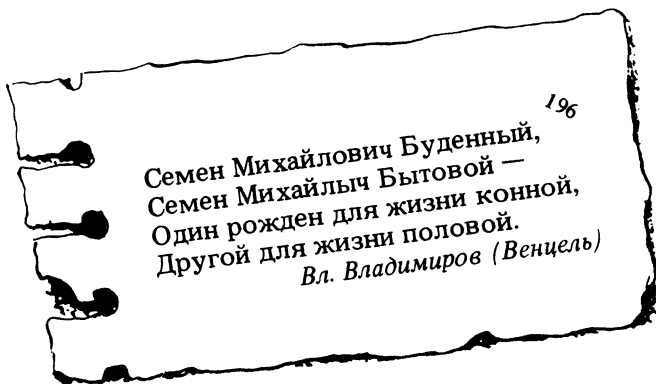 196
Семен Михайлович Буденный,
Семен Михайлыч Бытовой —
Один рожден для жизни конной,
Другой для жизни половой.
Вл. Владимиров (Венцель)